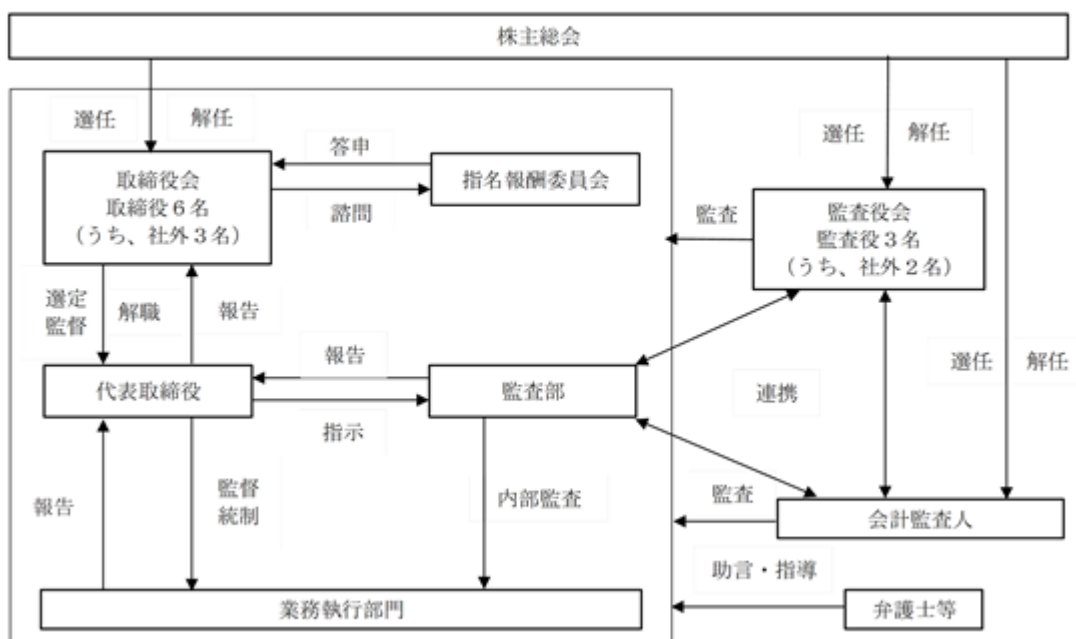 株主総会
選任
解任
答申
指名報酬委員会
諮問
取締役会
取締役6名
(うち、社外3名)
選任
解任
監査
監査役会
監査役3名
(うち、社外2名)
選定
監督
解職
報告
報告
代表取締役
監査部
指示
連携
選任
解任
報告
監督
統制
内部監査
監査
会計監査人
助言・指導
業務執行部門
弁護士等